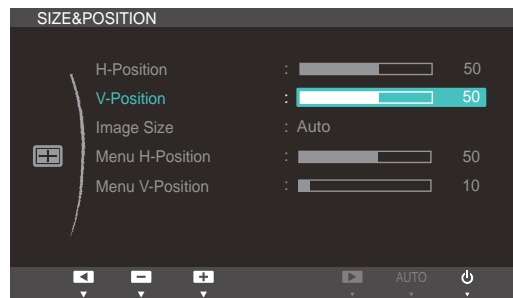 SIZE&POSITION
H-Position : 50
V-Position : 50
Image Size : Auto
Menu H-Position : 50
Menu V-Position : 10
AUTO